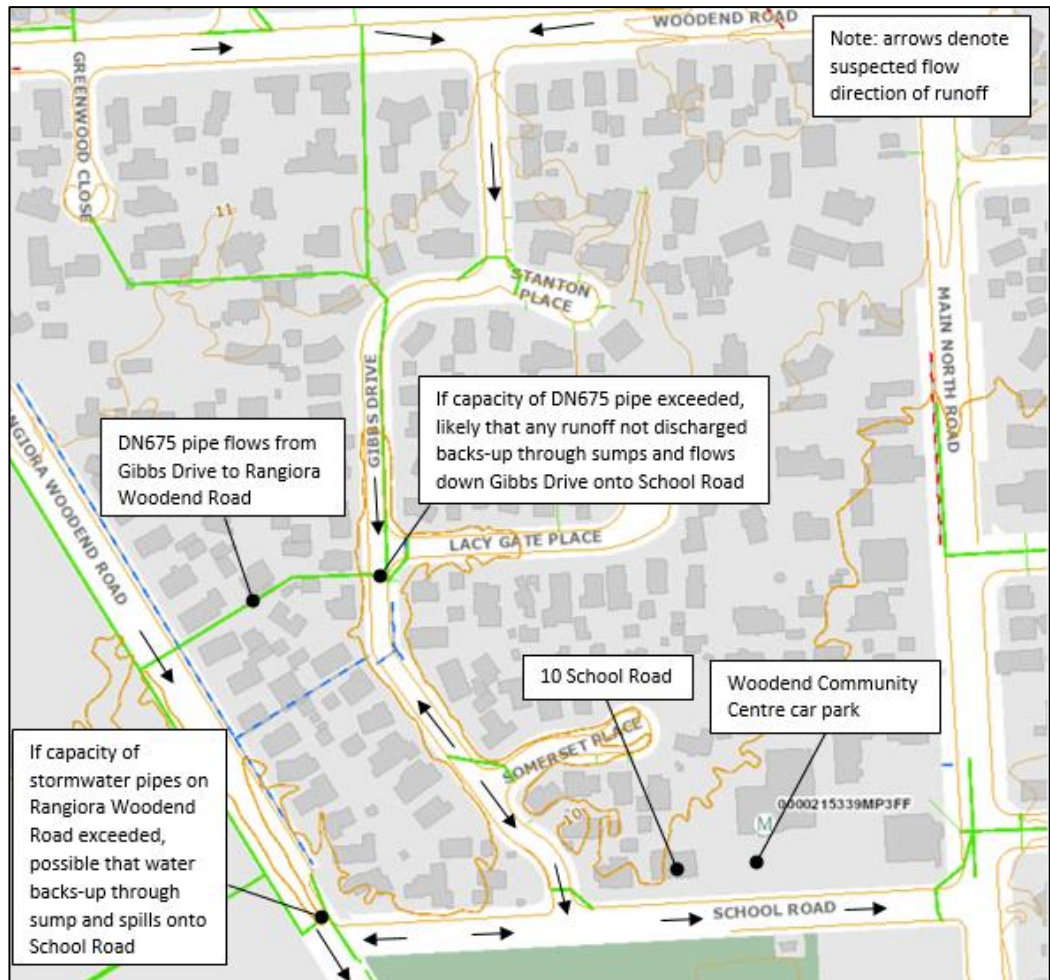 WOODEND ROAD
Note: arrows denote
suspected flow
direction of runoff
GREENWOOD CLOSE
11
STANTON
PLACE
MAIN NORTH ROAD
GIBBS DRIVE
If capacity of DN675 pipe exceeded,
likely that any runoff not discharged
backs-up through sumps and flows
down Gibbs Drive onto School Road
DN675 pipe flows from
Gibbs Drive to Rangiora
Woodend Road
NGIORA WOODEND ROAD
LACY GATE PLACE
10 School Road
Woodend Community
Centre car park
SOMERSET PLACE
If capacity of
stormwater pipes on
Rangiora Woodend
Road exceeded,
possible that water
backs-up through
sump and spills onto
School Road
10
0000215339MP3FF
M
SCHOOL ROAD